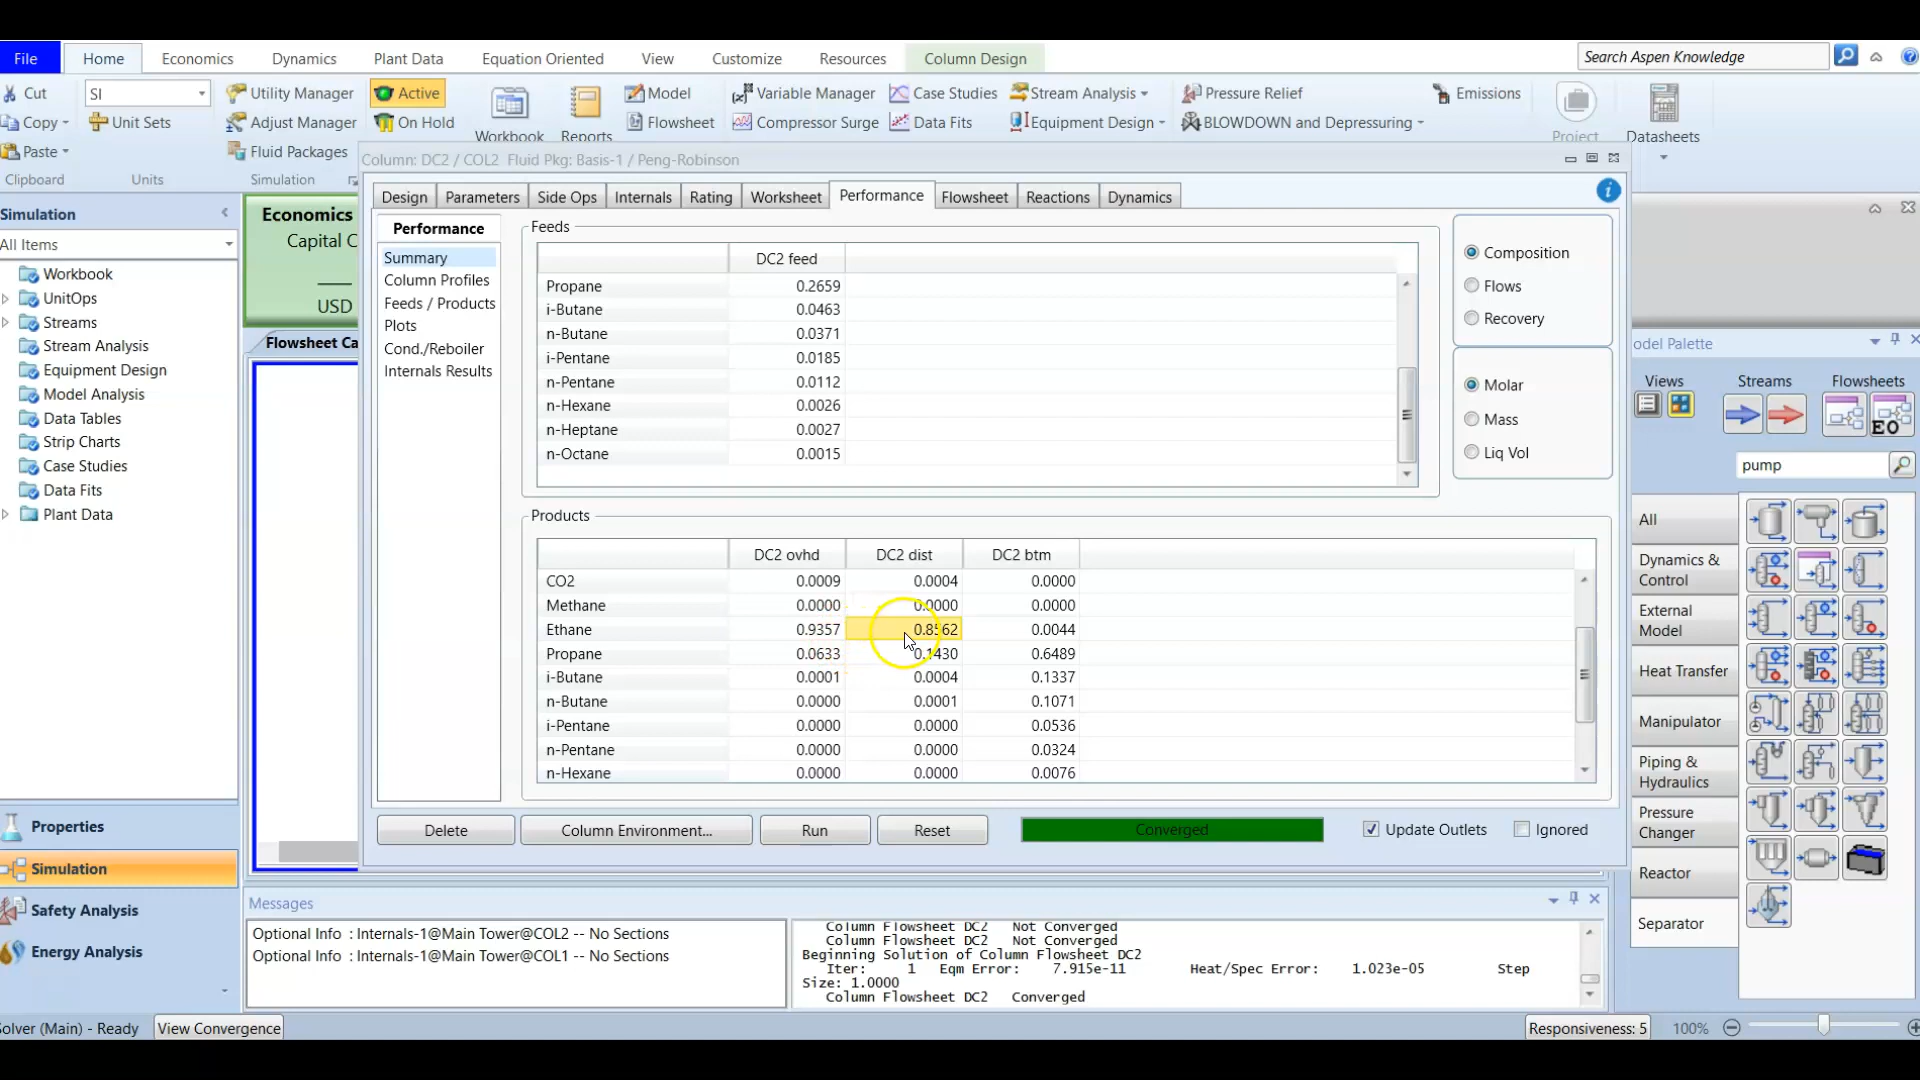 File Home Economics Dynamics Plant Data Equation Oriented View Customize Resources Column Design Search Aspen Knowledge
Cut SI Utility Manager Active Model Variable Manager Case Studies Stream Analysis Pressure Relief Emissions
Copy Unit Sets Adjust Manager On Hold Workbook Reports Flowsheet Compressor Surge Data Fits Equipment Design BLOWDOWN and Depressuring Project Datasheets
Paste Fluid Packages
Clipboard Units Simulation
Column: DC2 / COL2 Fluid Pkg: Basis-1 / Peng-Robinson
Design Parameters Side Ops Internals Rating Worksheet Performance Flowsheet Reactions Dynamics
Simulation
All Items
Workbook
UnitOps
Streams
Stream Analysis
Equipment Design
Model Analysis
Data Tables
Strip Charts
Case Studies
Data Fits
Plant Data
Properties
Simulation
Safety Analysis
Energy Analysis
Economics
Capital C
USD
Flowsheet Ca
Performance
Summary
Column Profiles
Feeds / Products
Plots
Cond./Reboiler
Internals Results
Feeds
DC2 feed
Propane 0.2659
i-Butane 0.0463
n-Butane 0.0371
i-Pentane 0.0185
n-Pentane 0.0112
n-Hexane 0.0026
n-Heptane 0.0027
n-Octane 0.0015
Composition
Flows
Recovery
Molar
Mass
Liq Vol
Products
DC2 ovhd DC2 dist DC2 btm
CO2 0.0009 0.0004 0.0000
Methane 0.0000 0.0000 0.0000
Ethane 0.9357 0.8562 0.0044
Propane 0.0633 0.1430 0.6489
i-Butane 0.0001 0.0004 0.1337
n-Butane 0.0000 0.0001 0.1071
i-Pentane 0.0000 0.0000 0.0536
n-Pentane 0.0000 0.0000 0.0324
n-Hexane 0.0000 0.0000 0.0076
Delete Column Environment... Run Reset Converged Update Outlets Ignored
odel Palette
Views Streams Flowsheets
EO
pump
All
Dynamics &
Control
External
Model
Heat Transfer
Manipulator
Piping &
Hydraulics
Pressure
Changer
Reactor
Separator
Messages
Optional Info : Internals-1@Main Tower@COL2 -- No Sections
Optional Info : Internals-1@Main Tower@COL1 -- No Sections
Column Flowsheet DC2 Not Converged
Column Flowsheet DC2 Not Converged
Beginning Solution of Column Flowsheet DC2
Iter: 1 Eqm Error: 7.915e-11 Heat/Spec Error: 1.023e-05 Step
Size: 1.0000
Column Flowsheet DC2 Converged
Solver (Main) - Ready View Convergence Responsiveness: 5 100%